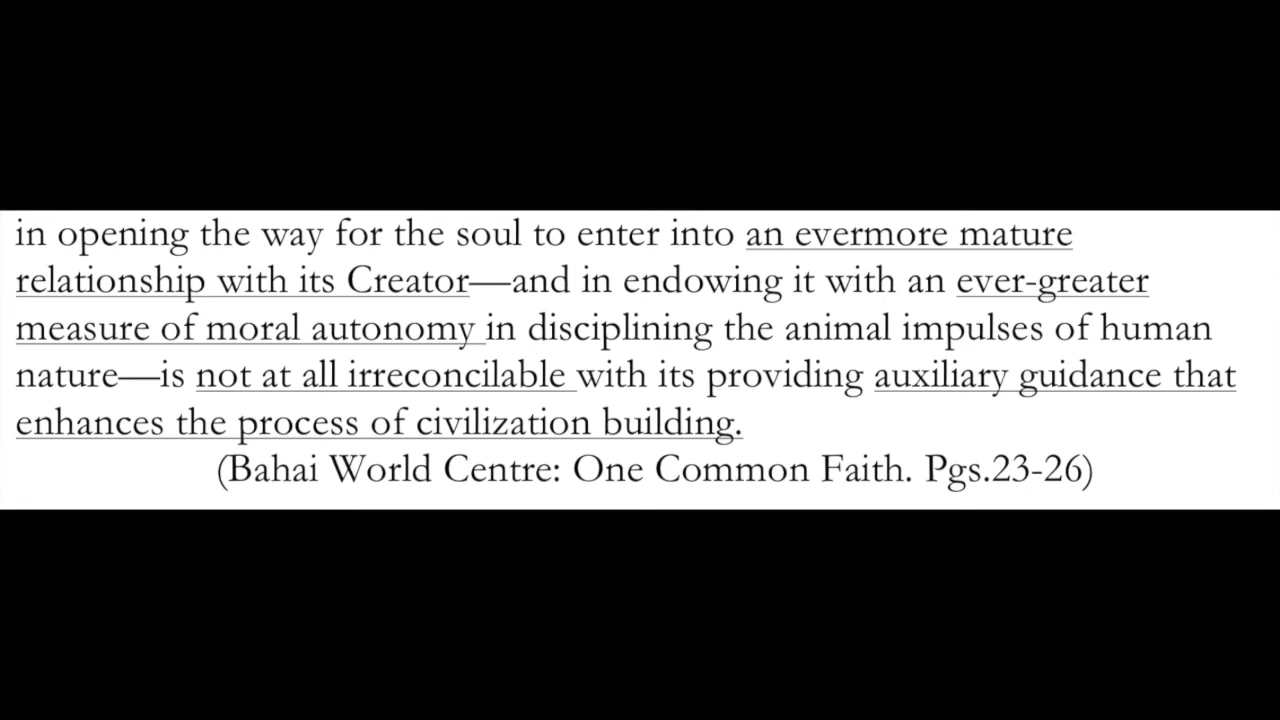 in opening the way for the soul to enter into an evermore mature
relationship with its Creator—and in endowing it with an ever-greater
measure of moral autonomy in disciplining the animal impulses of human
nature—is not at all irreconcilable with its providing auxiliary guidance that
enhances the process of civilization building.
(Bahai World Centre: One Common Faith. Pgs.23-26)